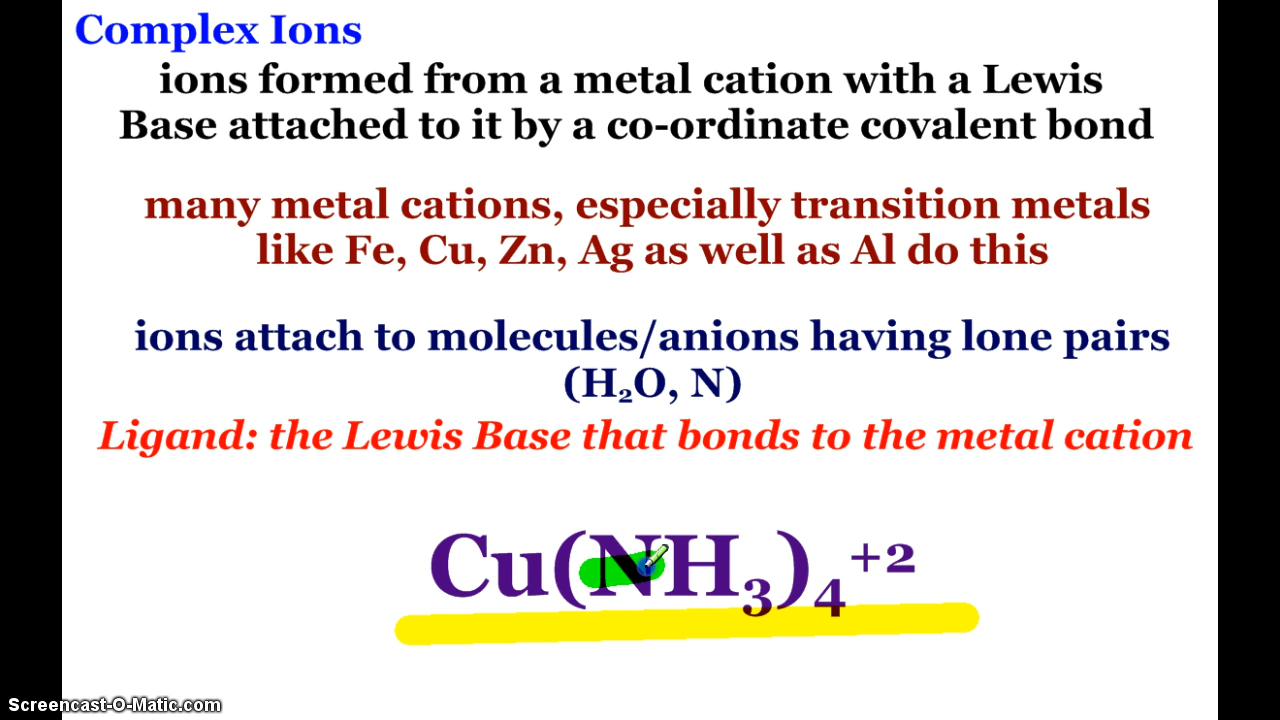 Complex Ions
ions formed from a metal cation with a Lewis
Base attached to it by a co-ordinate covalent bond
many metal cations, especially transition metals
like Fe, Cu, Zn, Ag as well as Al do this
ions attach to molecules/anions having lone pairs
(H₂O, N)
Ligand: the Lewis Base that bonds to the metal cation
Cu(NH₃)₄⁺²
Screencast-O-Matic.com